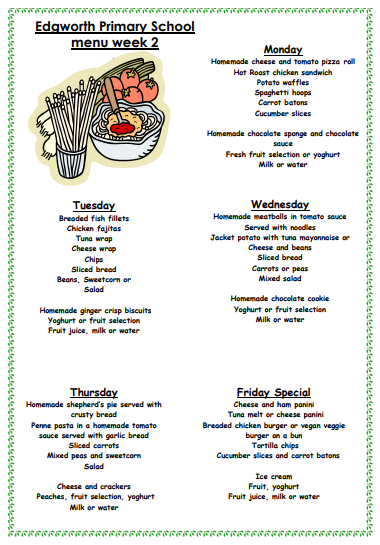 Edgworth Primary School
menu week 2
Monday
Homemade cheese and tomato pizza roll
Hot Roast chicken sandwich
Potato waffles
Spaghetti hoops
Carrot batons
Cucumber slices
Homemade chocolate sponge and chocolate
sauce
Fresh fruit selection or yoghurt
Milk or water
Tuesday
Breaded fish fillets
Chicken fajitas
Tuna wrap
Cheese wrap
Chips
Sliced bread
Beans, Sweetcorn or
Salad
Homemade ginger crisp biscuits
Yoghurt or fruit selection
Fruit juice, milk or water
Wednesday
Homemade meatballs in tomato sauce
Served with noodles
Jacket potato with tuna mayonnaise or
Cheese and beans
Sliced bread
Carrots or peas
Mixed salad
Homemade chocolate cookie
Yoghurt or fruit selection
Milk or water
Thursday
Homemade shepherd's pie served with
crusty bread
Penne pasta in a homemade tomato
sauce served with garlic bread
Sliced carrots
Mixed peas and sweetcorn
Salad
Cheese and crackers
Peaches, fruit selection, yoghurt
Milk or water
Friday Special
Cheese and ham panini
Tuna melt or cheese panini
Breaded chicken burger or vegan veggie
burger on a bun
Tortilla chips
Cucumber slices and carrot batons
Ice cream
Fruit, yoghurt
Fruit juice, milk or water